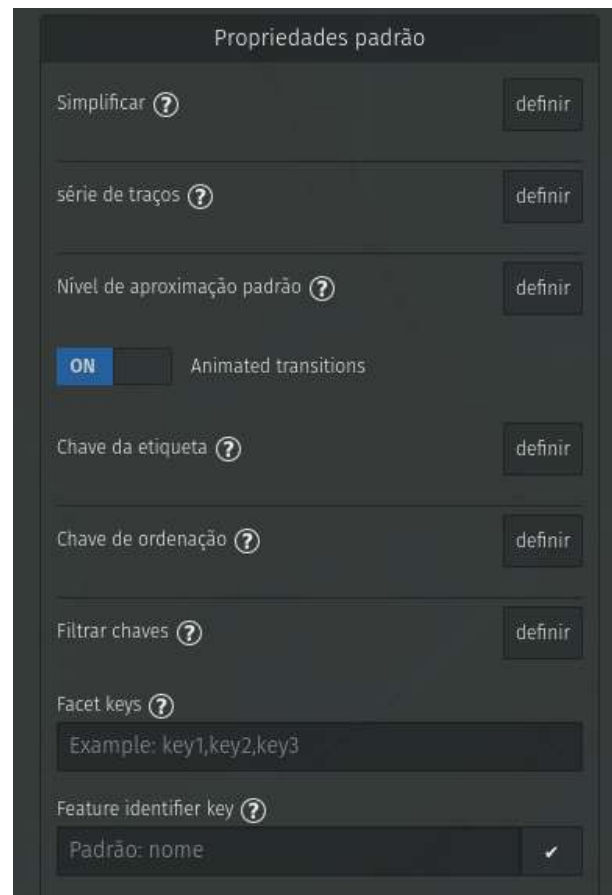 Propriedades padrão
Simplificar ? definir
série de traços ? definir
Nível de aproximação padrão ? definir
ON Animated transitions
Chave da etiqueta ? definir
Chave de ordenação ? definir
Filtrar chaves ? definir
Facet keys ?
Example: key1,key2,key3
Feature identifier key ?
Padrão: nome ✔